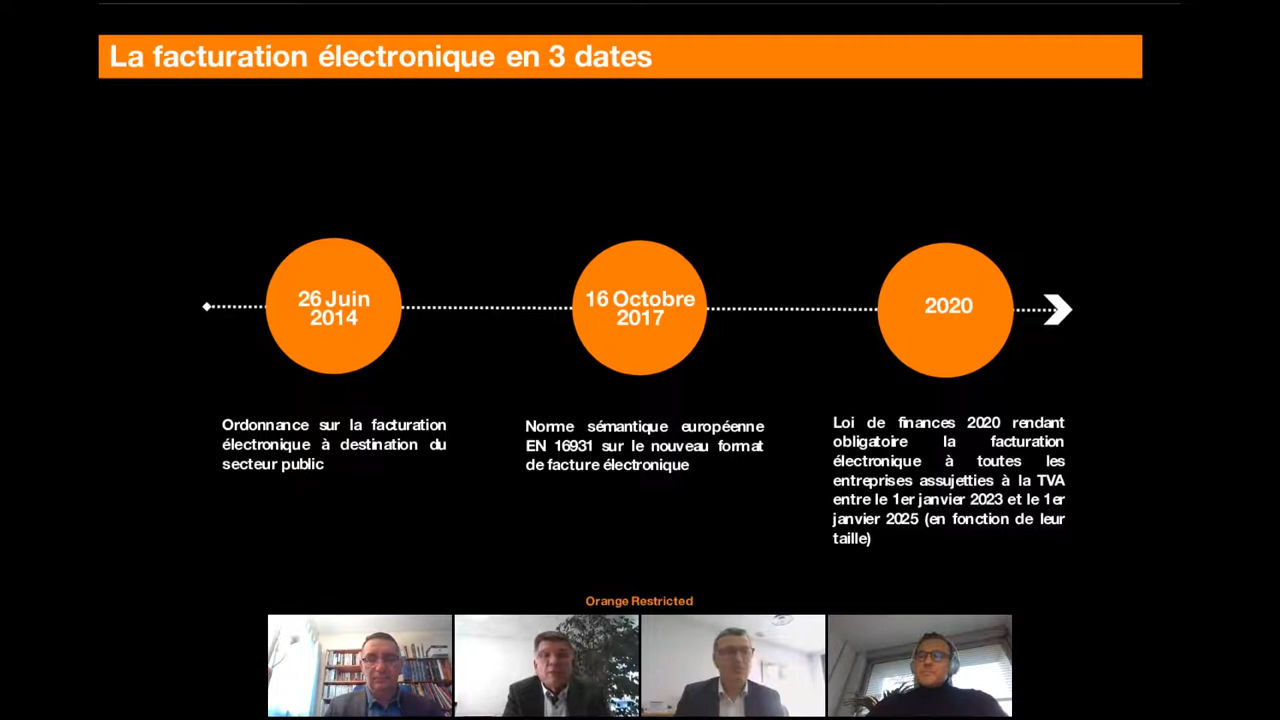 La facturation électronique en 3 dates
26 Juin
2014
16 Octobre
2017
2020
Ordonnance sur la facturation
électronique à destination du
secteur public
Norme sémantique européenne
EN 16931 sur le nouveau format
de facture électronique
Loi de finances 2020 rendant
obligatoire la facturation
électronique à toutes les
entreprises assujetties à la TVA
entre le 1er janvier 2023 et le 1er
janvier 2025 (en fonction de leur
taille)
Orange Restricted